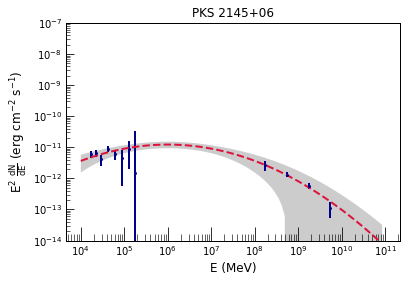 PKS 2145+06
E² dN/dE (erg cm⁻² s⁻¹)
10⁻⁷
10⁻⁸
10⁻⁹
10⁻¹⁰
10⁻¹¹
10⁻¹²
10⁻¹³
10⁻¹⁴
10⁴ 10⁵ 10⁶ 10⁷ 10⁸ 10⁹ 10¹⁰ 10¹¹
E (MeV)